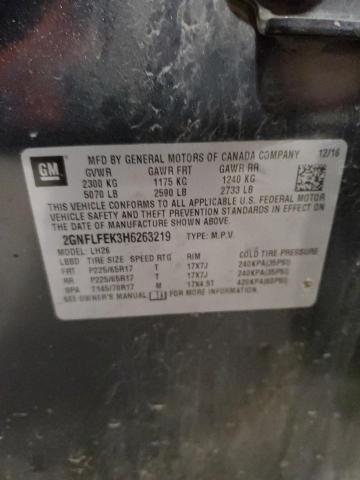 GM
MFD BY GENERAL MOTORS OF CANADA COMPANY 12/16
GVWR GAWR FRT GAWR RR
2300 KG 1175 KG 1240 KG
5070 LB 2590 LB 2733 LB
THIS VEHICLE CONFORMS TO ALL APPLICABLE U.S. FEDERAL MOTOR
VEHICLE SAFETY AND THEFT PREVENTION STANDARDS IN EFFECT ON
THE DATE OF MANUFACTURE SHOWN ABOVE.
2GNFLFEK3H6263219 TYPE: M.P.V.
MODEL: LH26
LBBD TIRE SIZE SPEED RTG RIM COLD TIRE PRESSURE
FRT P225/65R17 T 17X7J 240KPA(35PSI)
RR P225/65R17 T 17X7J 240KPA(35PSI)
SPA T145/70R17 M 17X4.5T 420KPA(60PSI)
SEE OWNER'S MANUAL FOR MORE INFORMATION.